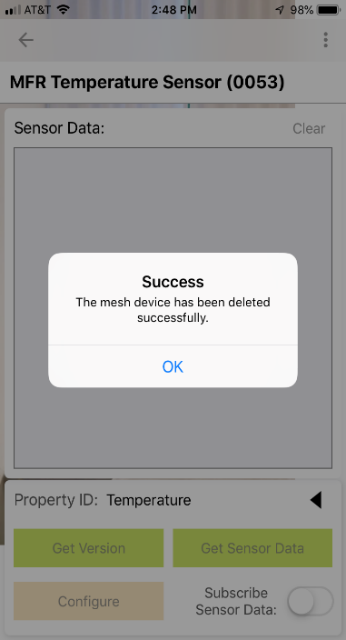 AT&T 2:48 PM 98%
MFR Temperature Sensor (0053)
Sensor Data: Clear
Success
The mesh device has been deleted
successfully.
OK
Property ID: Temperature
Get Version Get Sensor Data
Configure Subscribe
Sensor Data: